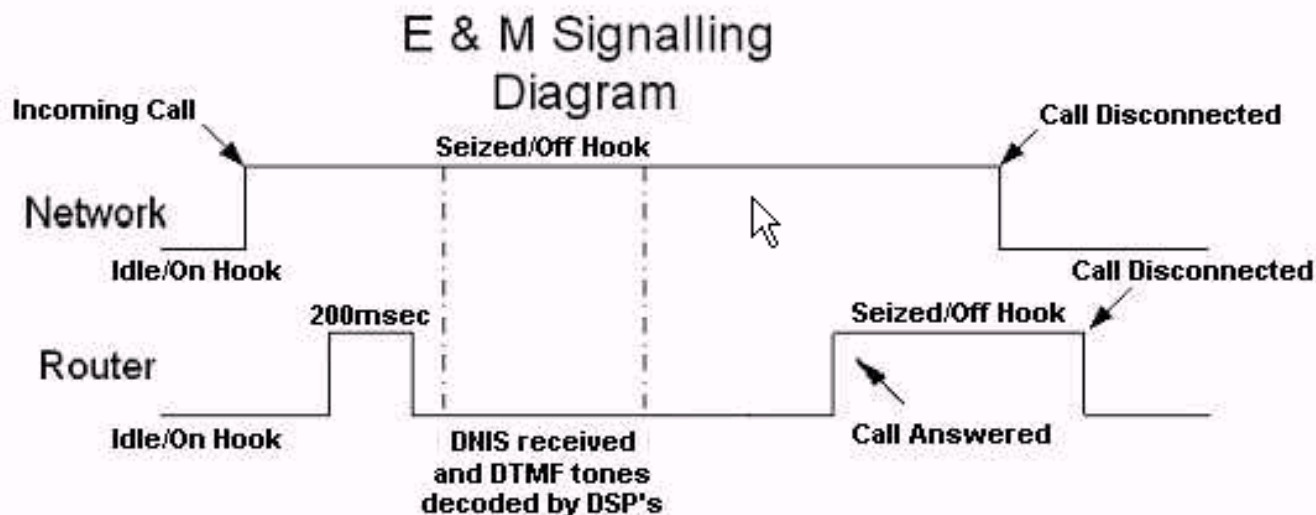 E & M Signalling
Diagram
Incoming Call
Call Disconnected
Seized/Off Hook
Network
Idle/On Hook
Call Disconnected
200msec
Seized/Off Hook
Router
Idle/On Hook
Call Answered
DNIS received
and DTMF tones
decoded by DSP's